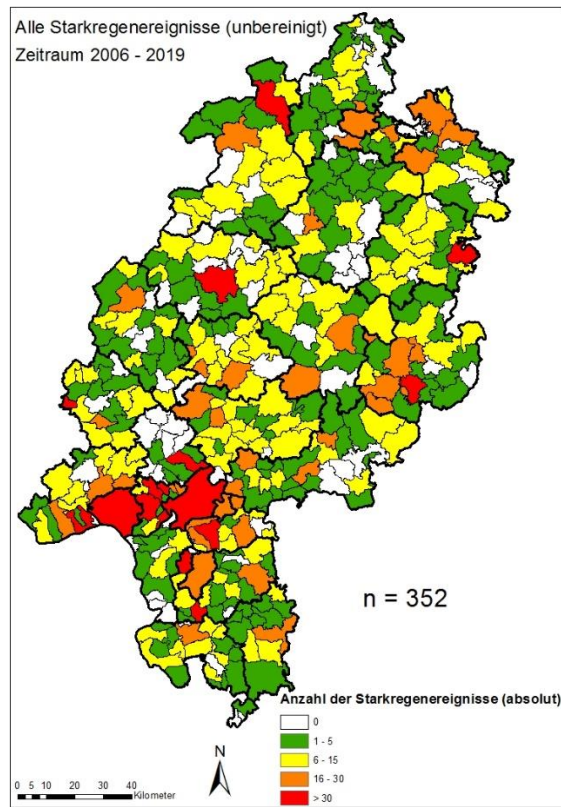 Alle Starkregenereignisse (unbereinigt)
Zeitraum 2006 - 2019
n = 352
Anzahl der Starkregenereignisse (absolut)
0
1 - 5
6 - 15
16 - 30
> 30
N
0 5 10 20 30 40
Kilometer